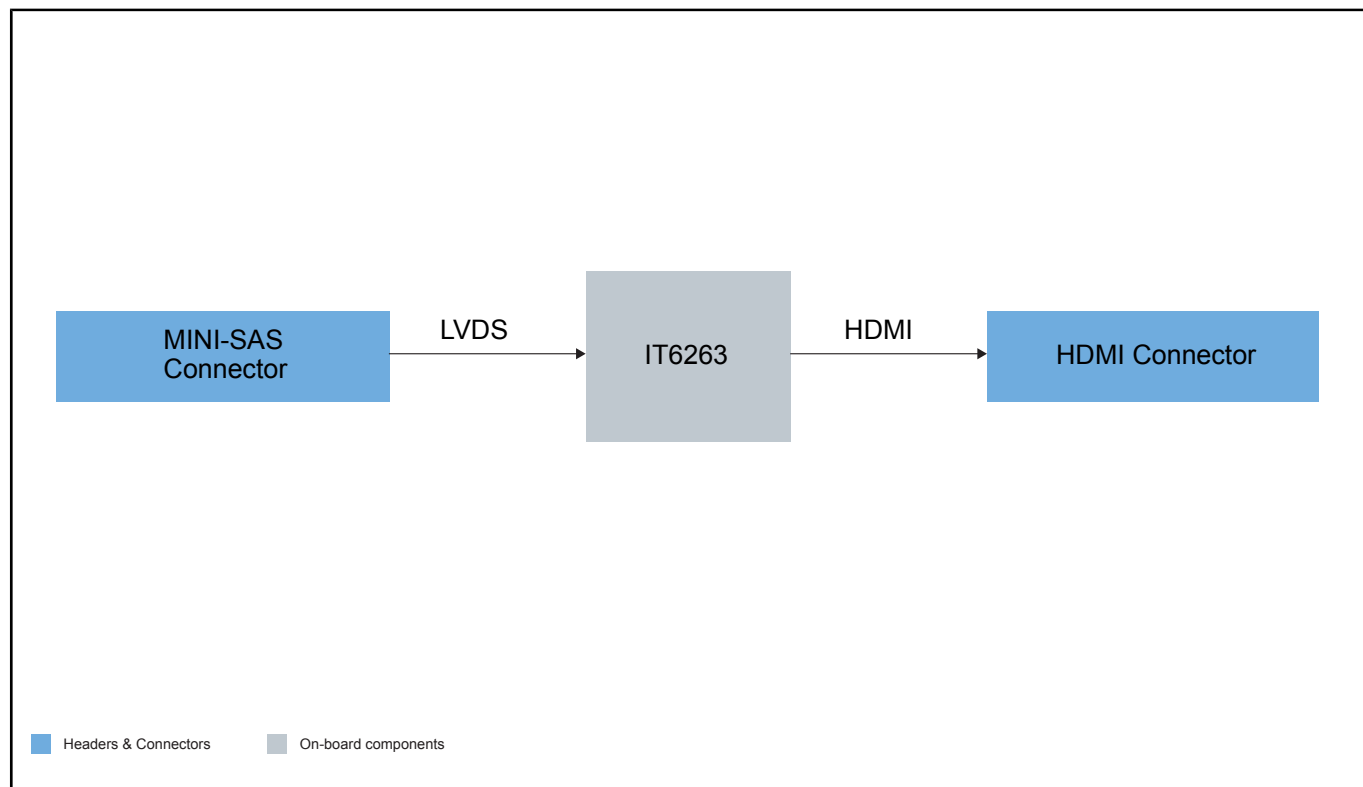 MINI-SAS
Connector
LVDS
IT6263
HDMI
HDMI Connector
Headers & Connectors
On-board components